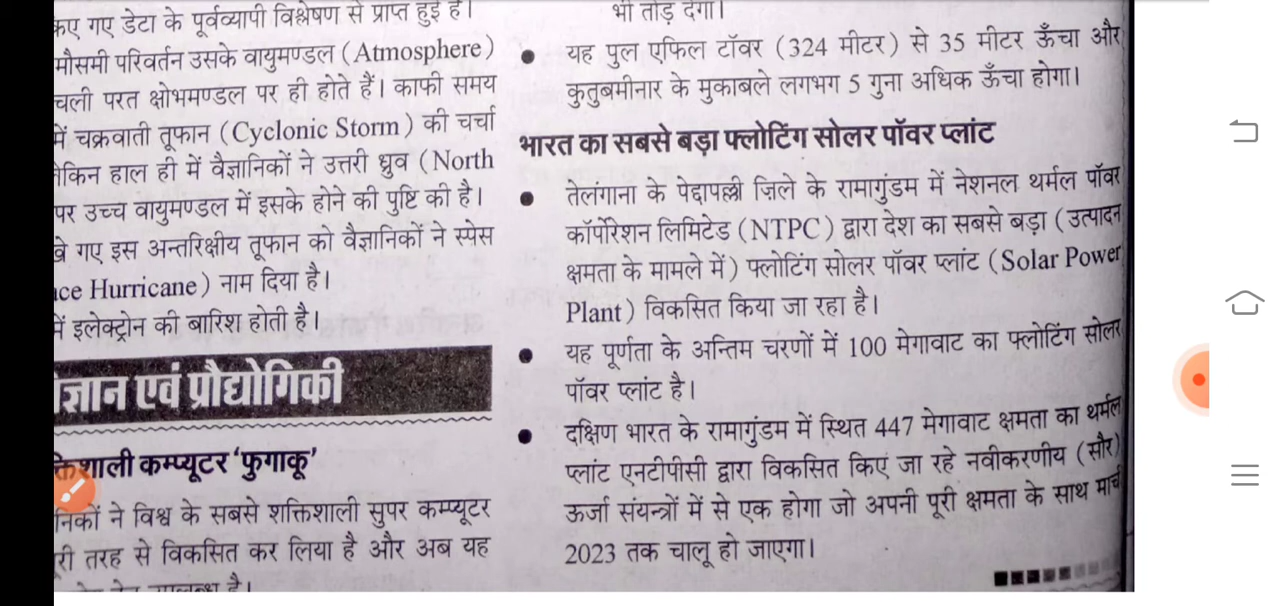 किए गए डेटा के पूर्वव्यापी विश्लेषण से प्राप्त हुई है।
मौसमी परिवर्तन उसके वायुमण्डल (Atmosphere)
चली परत क्षोभमण्डल पर ही होते हैं। काफी समय
में चक्रवाती तूफान (Cyclonic Storm) की चर्चा
हाल ही में वैज्ञानिकों ने उत्तरी ध्रुव (North
पर उच्च वायुमण्डल में इसके होने की पुष्टि की है।
गए इस अन्तरिक्षीय तूफान को वैज्ञानिकों ने स्पेस
ce Hurricane) नाम दिया है।
में इलेक्ट्रोन की बारिश होती है।
ज्ञान एवं प्रौद्योगिकी
शाली कम्प्यूटर ‘फुगाकू’
निकों ने विश्व के सबसे शक्तिशाली सुपर कम्प्यूटर
री तरह से विकसित कर लिया है और अब यह
है।
भी तोड़ देगा।
• यह पुल एफिल टॉवर (324 मीटर) से 35 मीटर ऊँचा और
कुतुबमीनार के मुकाबले लगभग 5 गुना अधिक ऊँचा होगा।
भारत का सबसे बड़ा फ्लोटिंग सोलर पॉवर प्लांट
• तेलंगाना के पेद्दापल्ली ज़िले के रामागुंडम में नेशनल थर्मल पॉवर
कॉर्पोरेशन लिमिटेड (NTPC) द्वारा देश का सबसे बड़ा (उत्पादन
क्षमता के मामले में) फ्लोटिंग सोलर पॉवर प्लांट (Solar Power
Plant) विकसित किया जा रहा है।
• यह पूर्णता के अन्तिम चरणों में 100 मेगावाट का फ्लोटिंग सोलर
पॉवर प्लांट है।
• दक्षिण भारत के रामागुंडम में स्थित 447 मेगावाट क्षमता का थर्मल
प्लांट एनटीपीसी द्वारा विकसित किए जा रहे नवीकरणीय (सौर)
ऊर्जा सयन्त्रों में से एक होगा जो अपनी पूरी क्षमता के साथ मार्च
2023 तक चालू हो जाएगा।